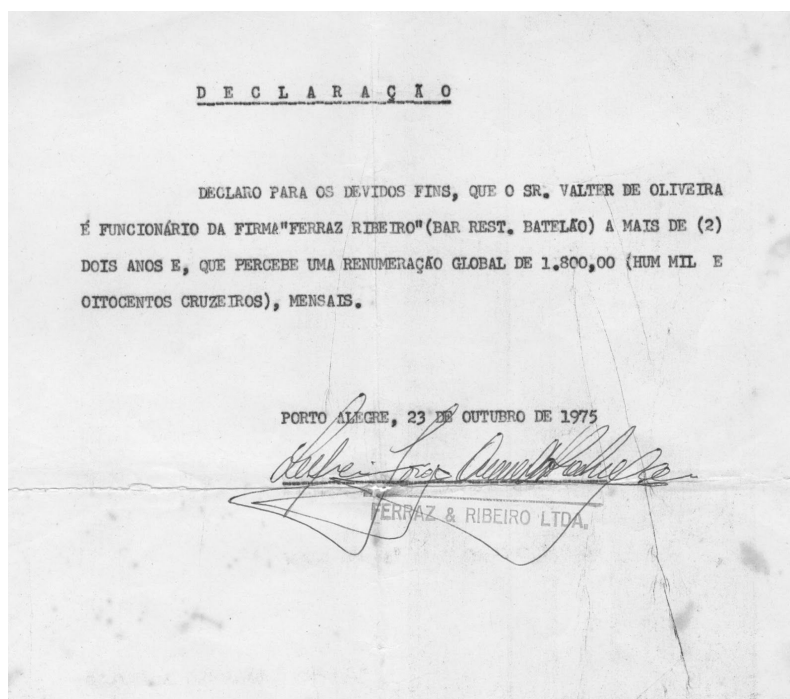 D E C L A R A Ç Ã O
DECLARO PARA OS DEVIDOS FINS, QUE O SR. VALTER DE OLIVEIRA
É FUNCIONÁRIO DA FIRMA"FERRAZ RIBEIRO"(BAR REST. BATELÃO) A MAIS DE (2)
DOIS ANOS E, QUE PERCEBE UMA RENUMERAÇÃO GLOBAL DE 1.800,00 (HUM MIL E
OITOCENTOS CRUZEIROS), MENSAIS.
PORTO ALEGRE, 23 DE OUTUBRO DE 1975
FERRAZ & RIBEIRO LTDA.